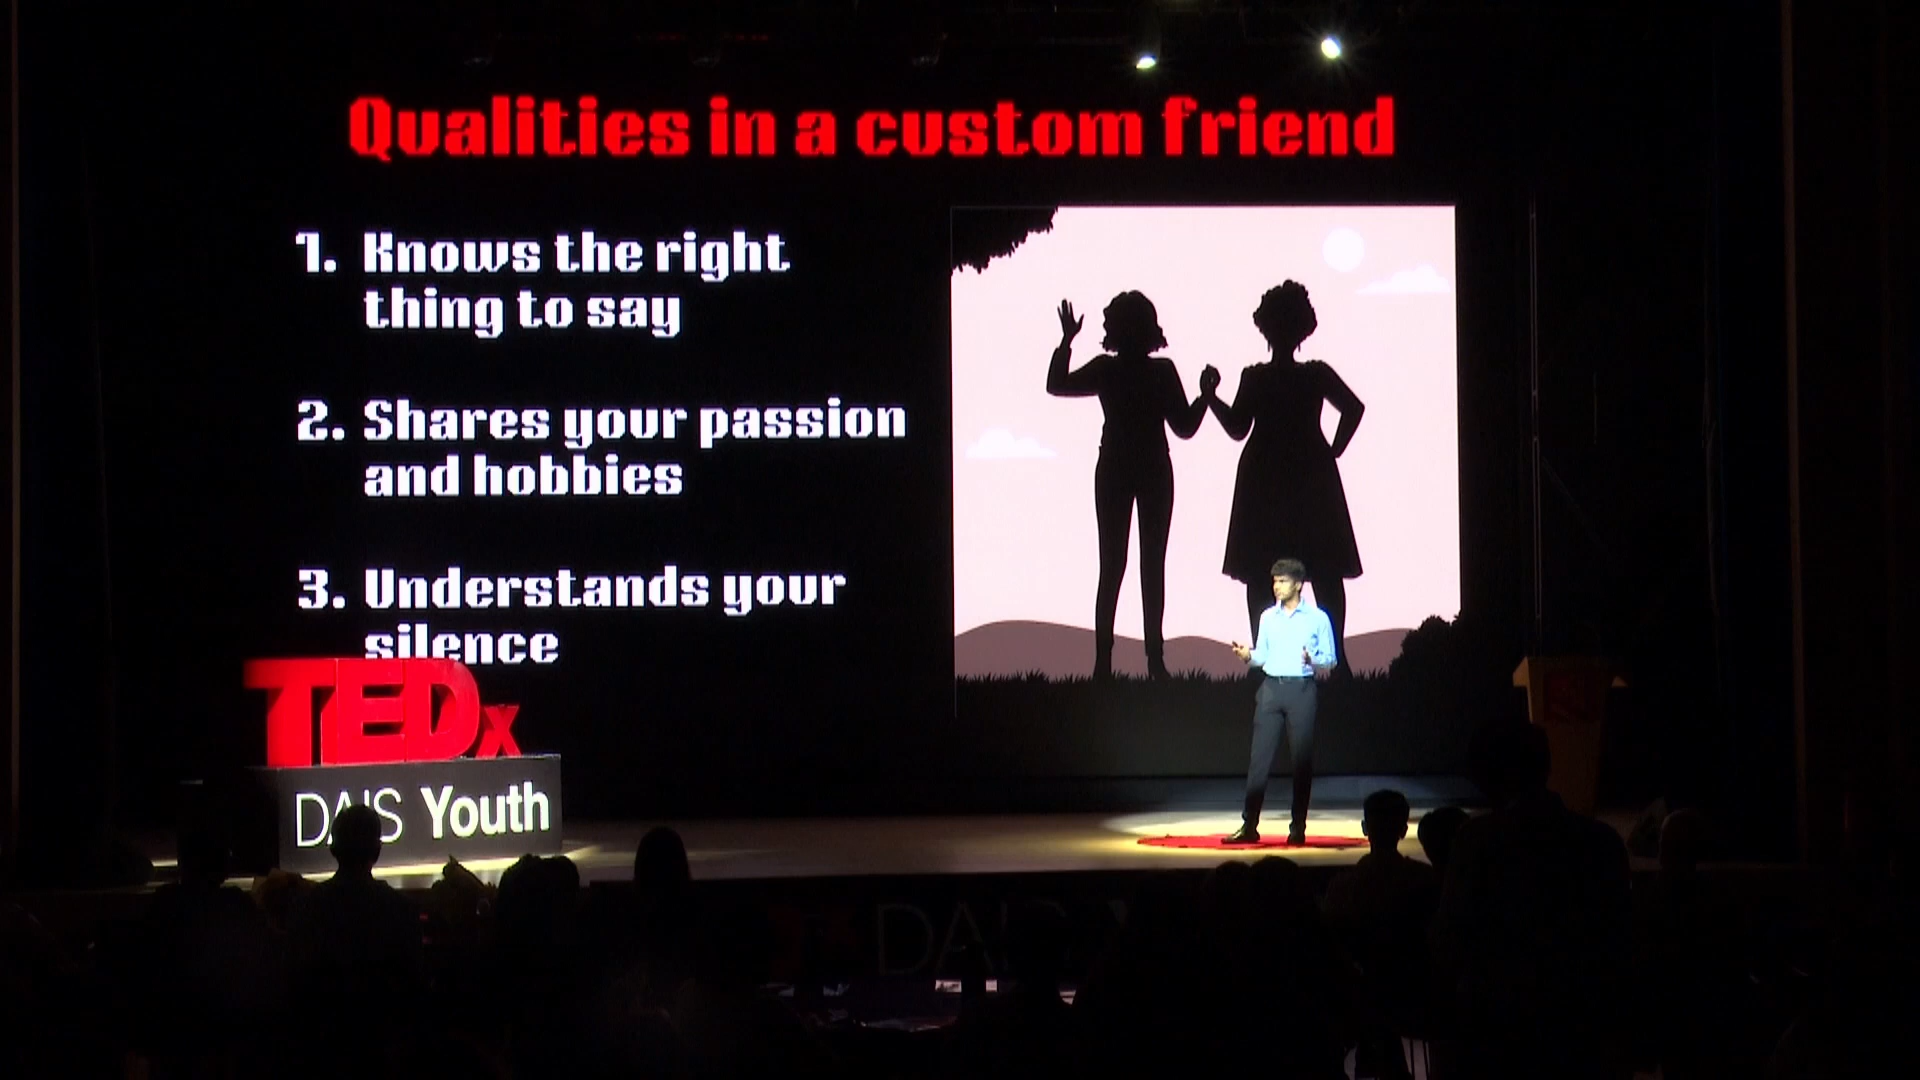 Qualities in a custom friend
1. Knows the right
thing to say
2. Shares your passion
and hobbies
3. Understands your
silence
TEDx
DAIS Youth